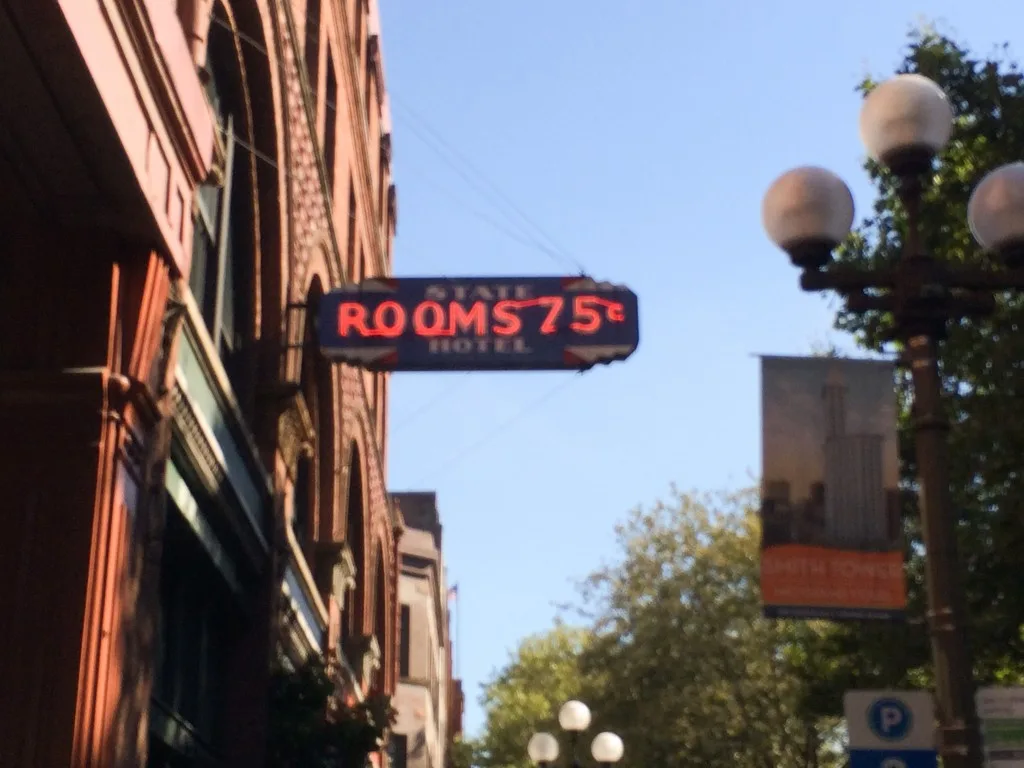 STATE
ROOMS 75¢
HOTEL
SMITH TOWER
P